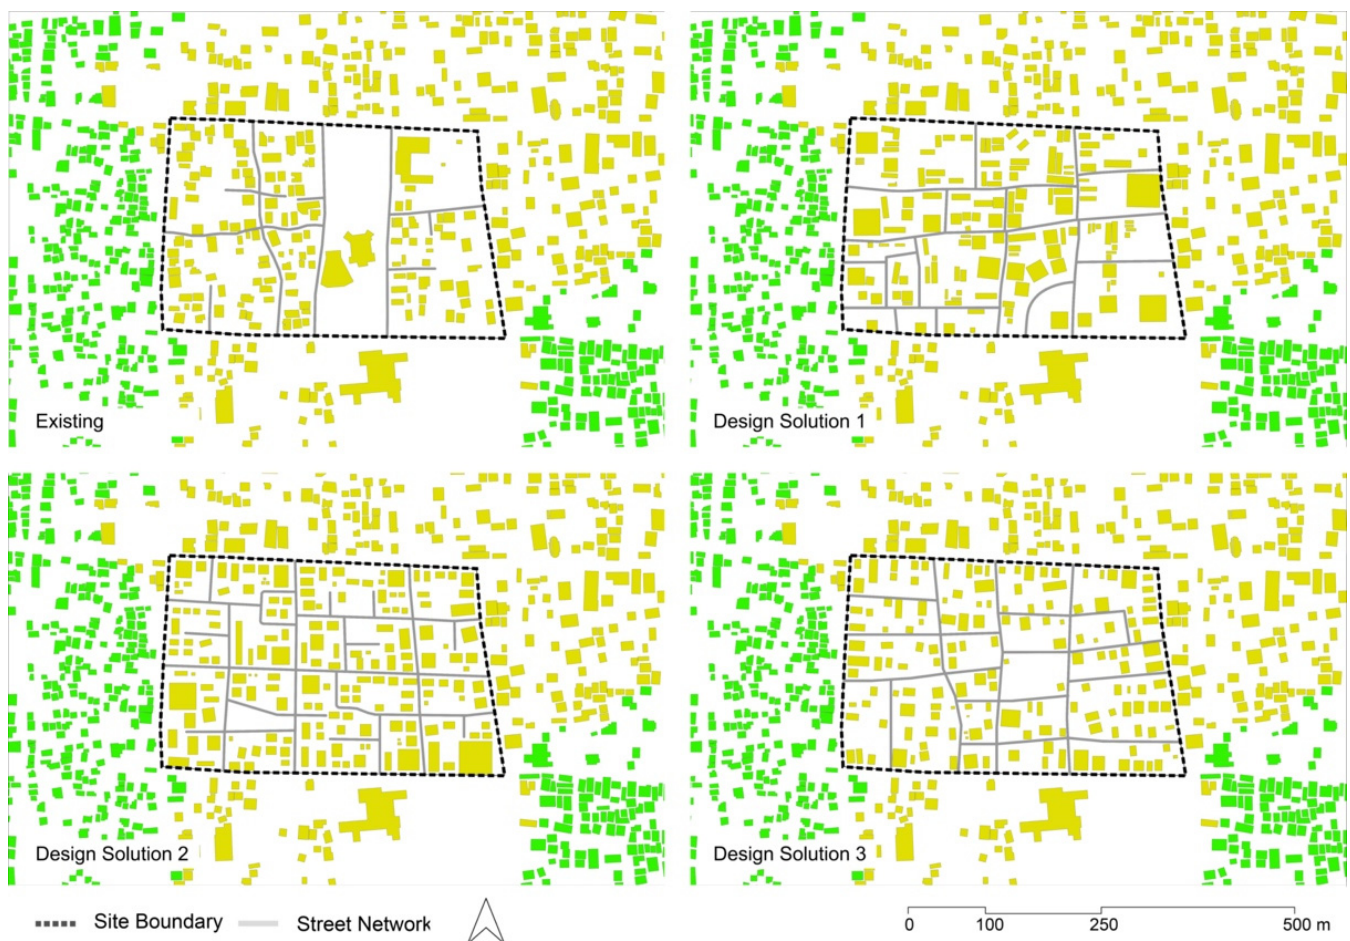 Existing
Design Solution 1
Design Solution 2
Design Solution 3
Site Boundary
Street Network
0 100 250 500 m